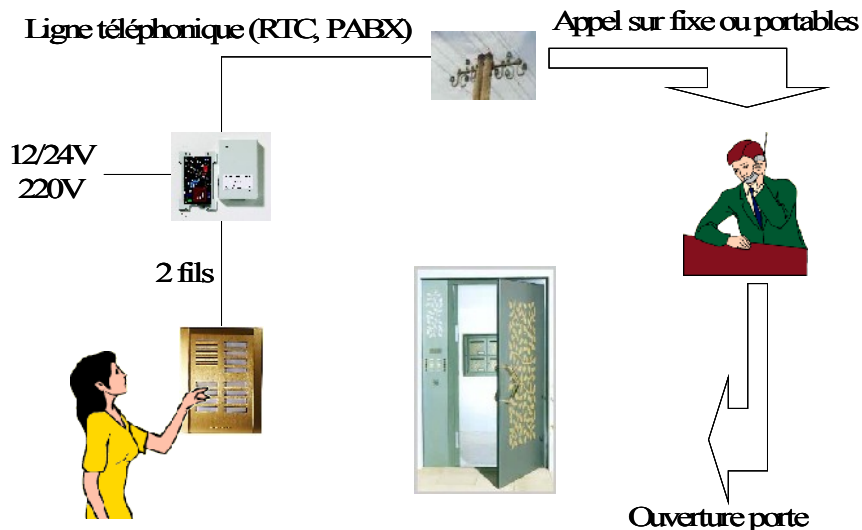 Ligne téléphonique (RTC, PABX)
Appel sur fixe ou portables
12/24V
220V
2 fils
Ouverture porte